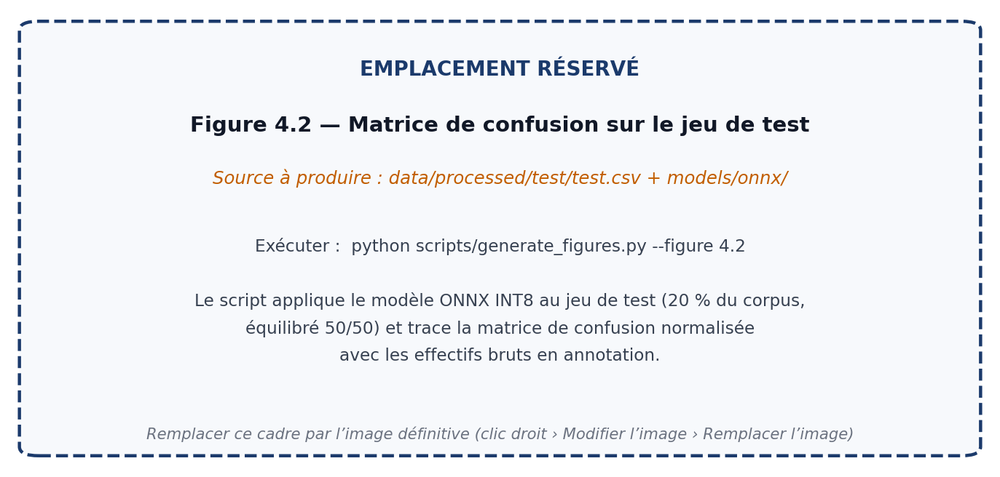 EMPLACEMENT RÉSERVÉ
Figure 4.2 — Matrice de confusion sur le jeu de test
Source à produire : data/processed/test/test.csv + models/onnx/
Exécuter :  python scripts/generate_figures.py --figure 4.2
Le script applique le modèle ONNX INT8 au jeu de test (20 % du corpus,
équilibré 50/50) et trace la matrice de confusion normalisée
avec les effectifs bruts en annotation.
Remplacer ce cadre par l’image définitive (clic droit › Modifier l’image › Remplacer l’image)